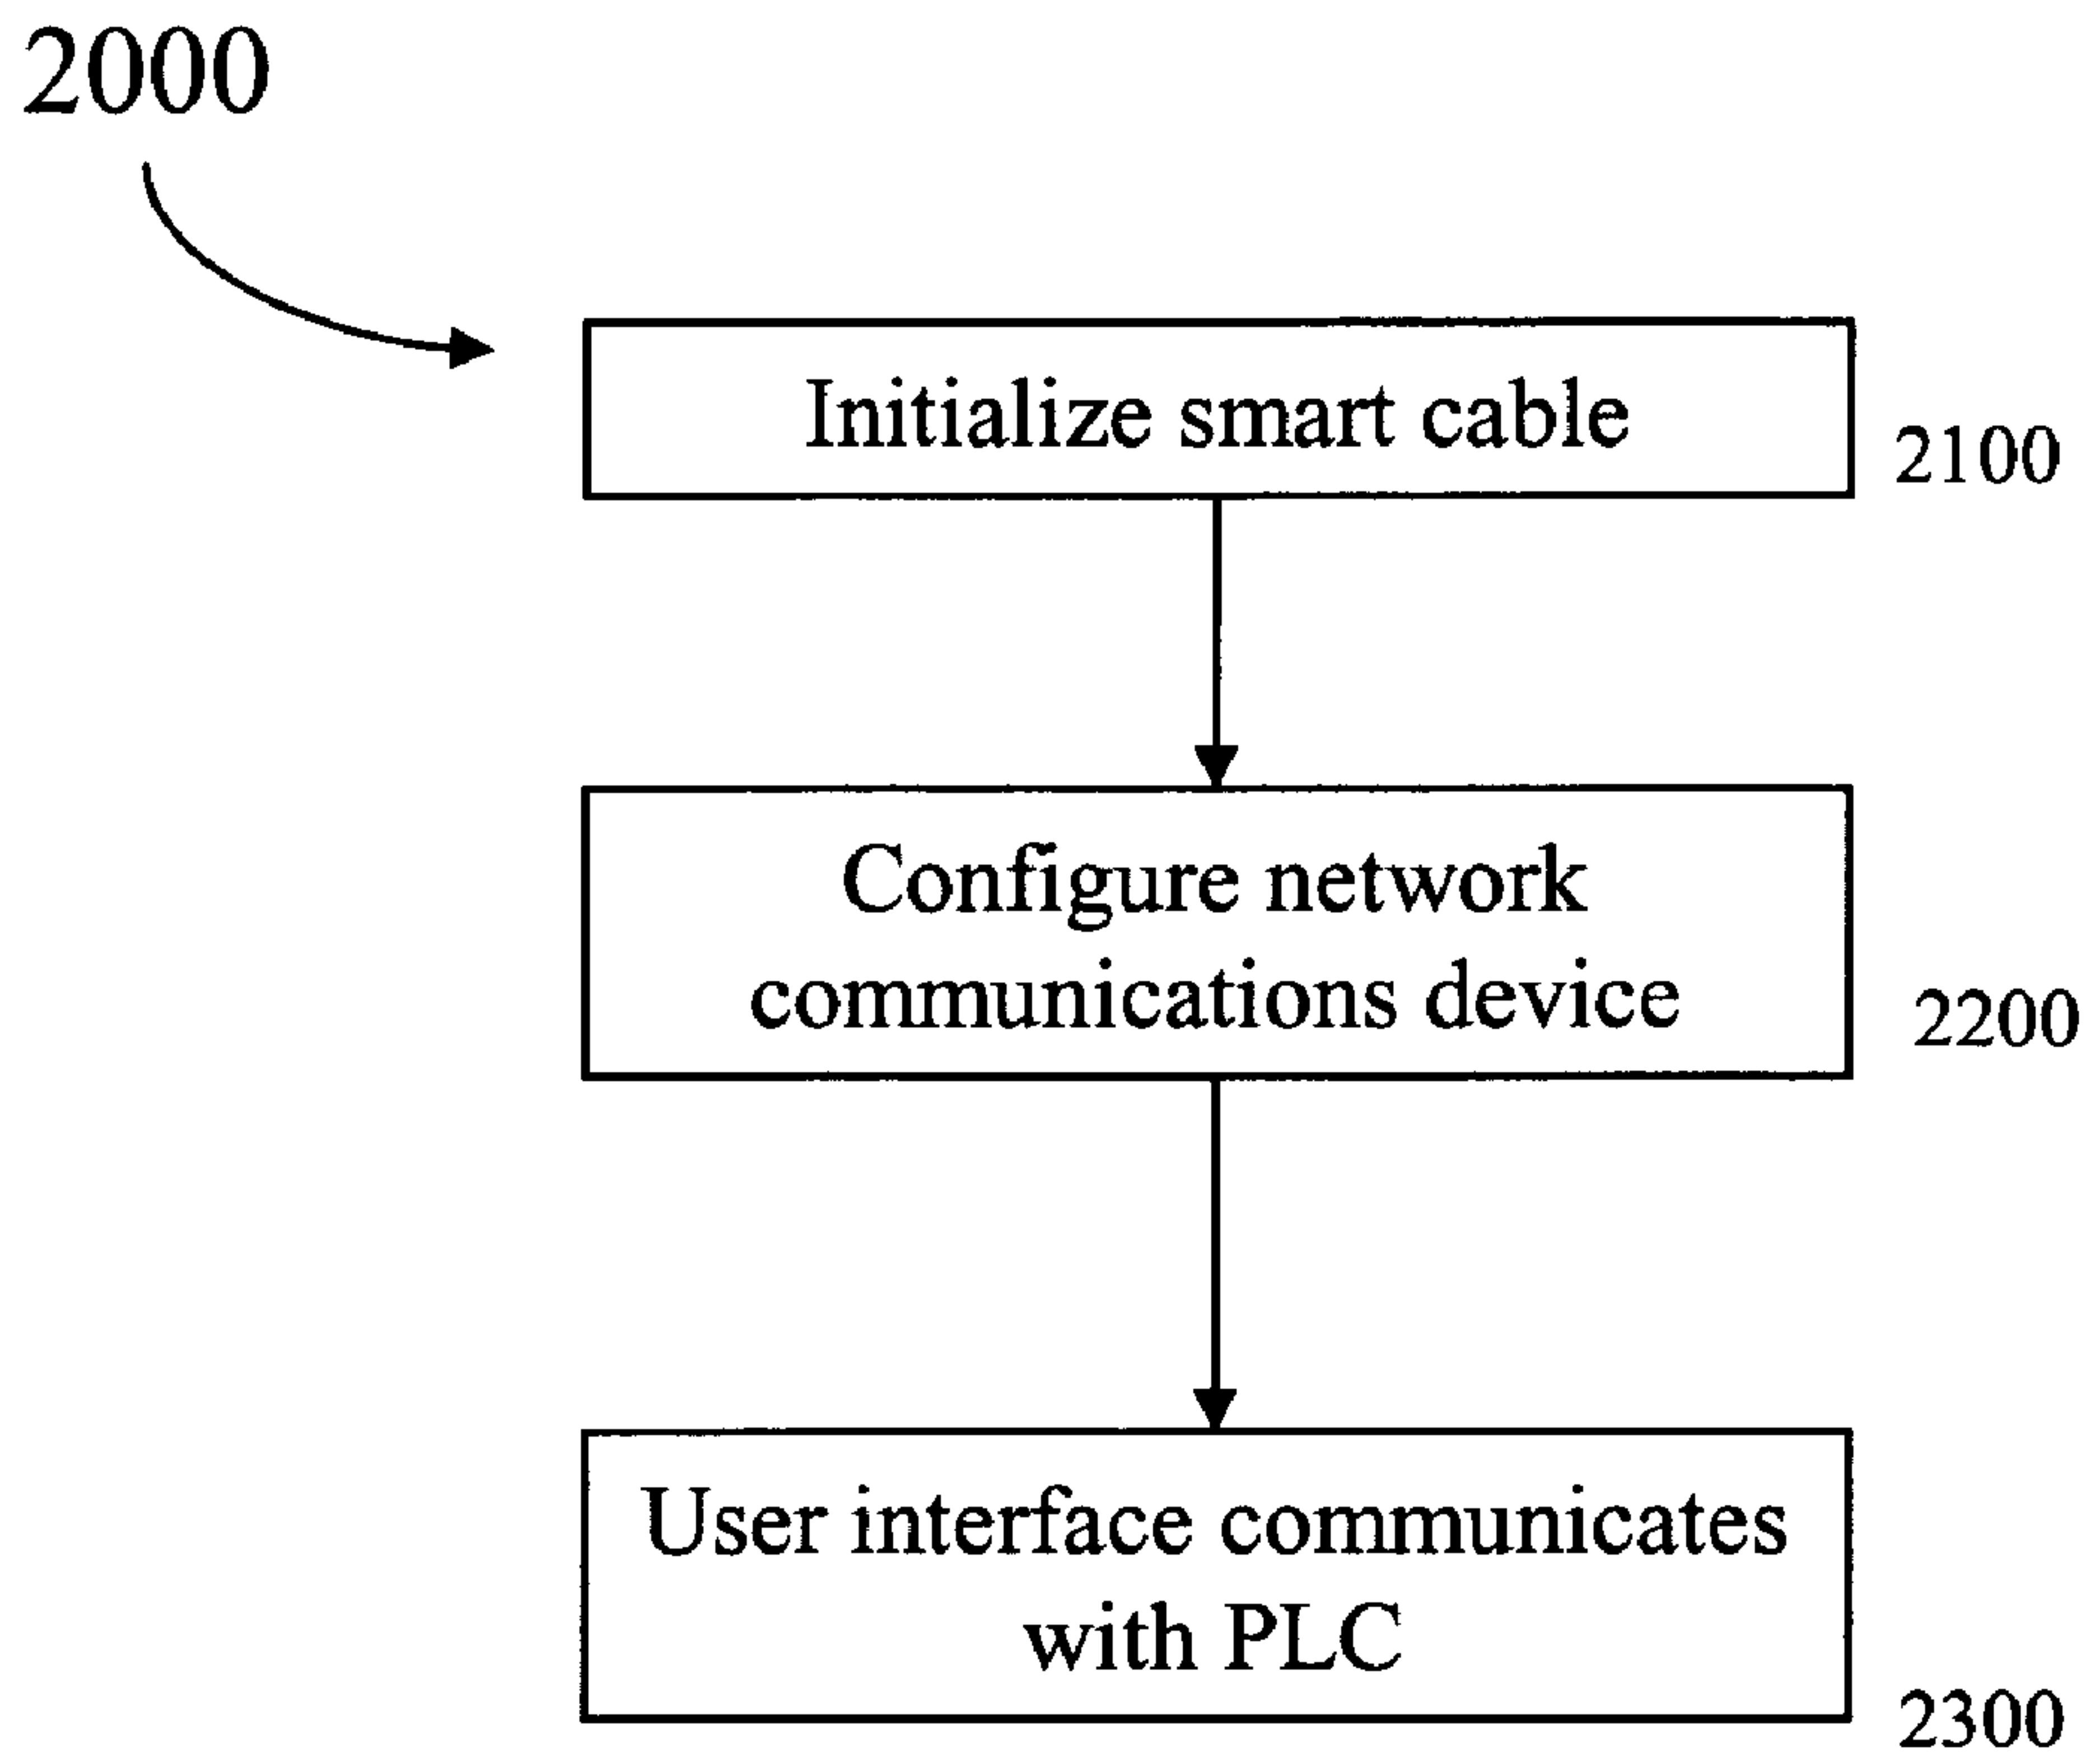 2000
Initialize smart cable
2100
Configure network
communications device
2200
User interface communicates
with PLC
2300